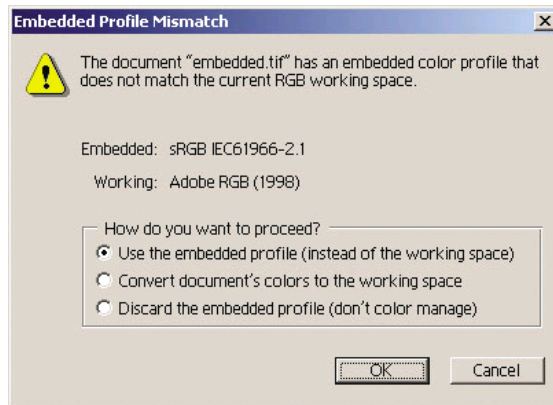 Embedded Profile Mismatch
The document “embedded.tif” has an embedded color profile that
does not match the current RGB working space.
Embedded: sRGB IEC61966-2.1
Working: Adobe RGB (1998)
How do you want to proceed?
Use the embedded profile (instead of the working space)
Convert document's colors to the working space
Discard the embedded profile (don't color manage)
OK Cancel